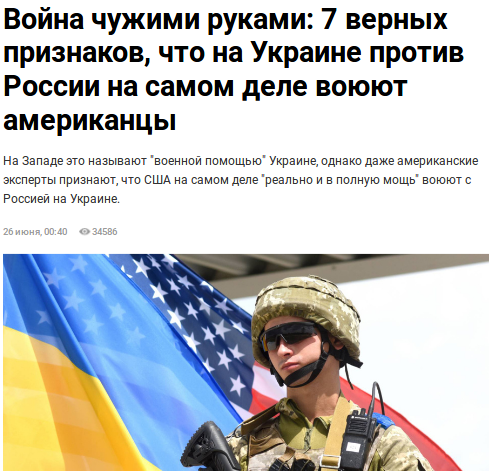 Война чужими руками: 7 верных
признаков, что на Украине против
России на самом деле воюют
американцы
На Западе это называют "военной помощью" Украине, однако даже американские
эксперты признают, что США на самом деле "реально и в полную мощь" воюют с
Россией на Украине.
26 июня, 00:40 34586